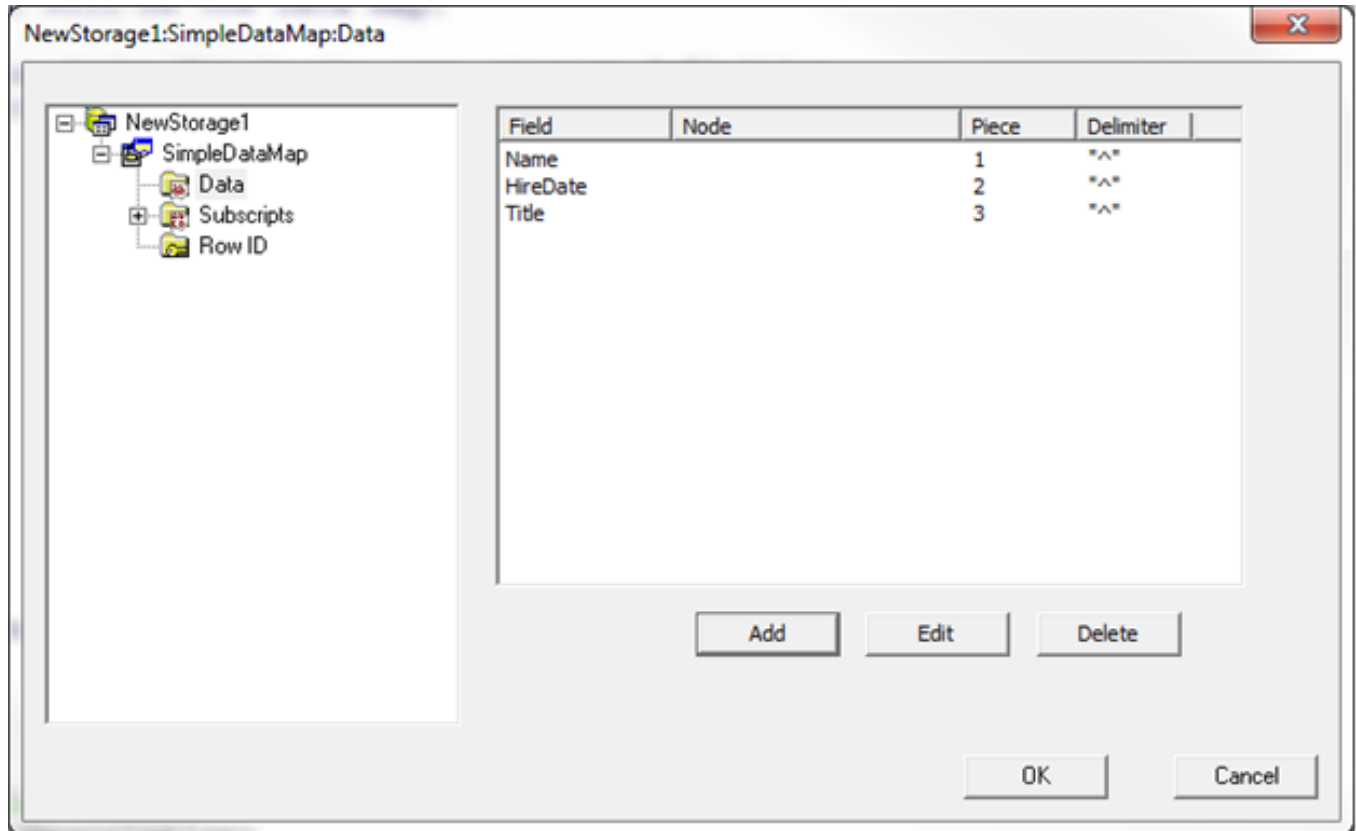 NewStorage1:SimpleDataMap:Data
NewStorage1
SimpleDataMap
Data
Subscripts
Row ID
Field Node Piece Delimiter
Name 1 "^"
HireDate 2 "^"
Title 3 "^"
Add Edit Delete
OK Cancel